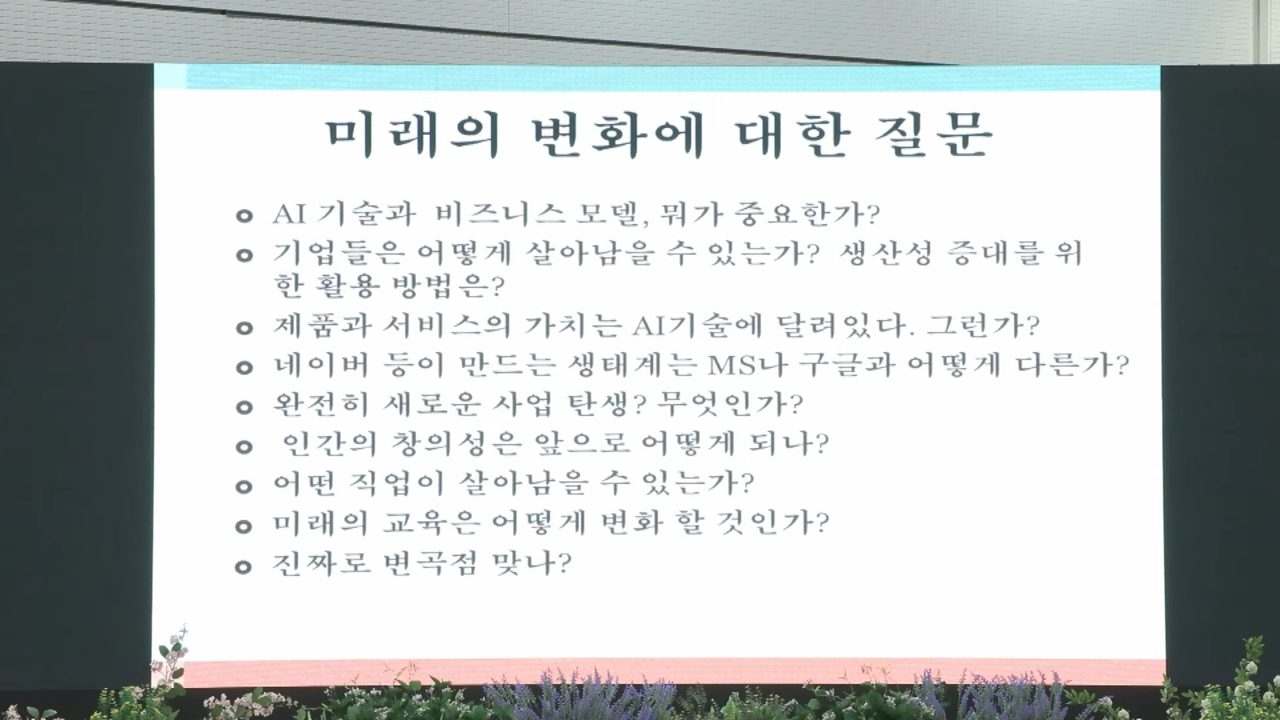 미래의 변화에 대한 질문
AI 기술과 비즈니스 모델, 뭐가 중요한가?
기업들은 어떻게 살아남을 수 있는가? 생산성 증대를 위
한 활용 방법은?
제품과 서비스의 가치는 AI기술에 달려있다. 그런가?
네이버 등이 만드는 생태계는 MS나 구글과 어떻게 다른가?
완전히 새로운 사업 탄생? 무엇인가?
인간의 창의성은 앞으로 어떻게 되나?
어떤 직업이 살아남을 수 있는가?
미래의 교육은 어떻게 변화 할 것인가?
진짜로 변곡점 맞나?